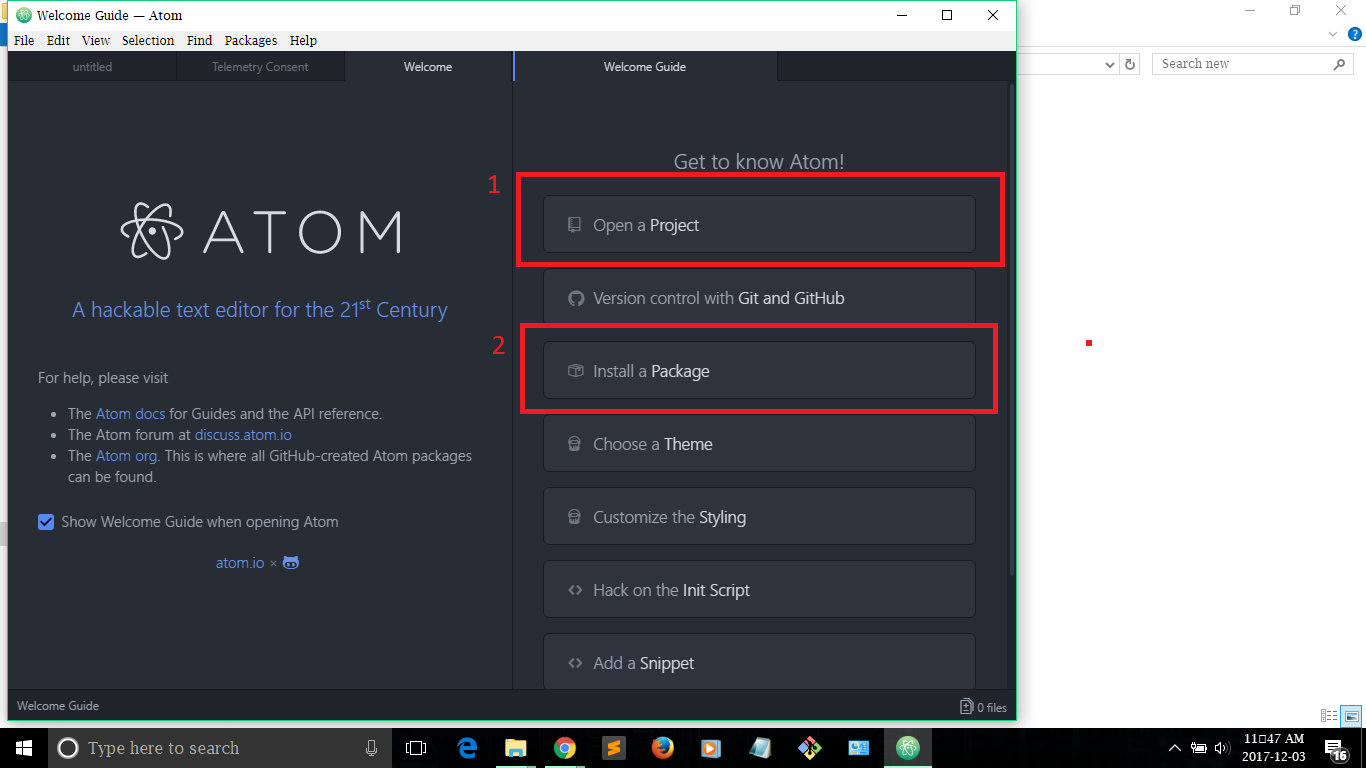 Welcome Guide — Atom
File Edit View Selection Find Packages Help
Search new
untitled
Telemetry Consent
Welcome
Welcome Guide
ATOM
A hackable text editor for the 21st Century
For help, please visit
• The Atom docs for Guides and the API reference.
• The Atom forum at discuss.atom.io
• The Atom org. This is where all GitHub-created Atom packages
can be found.
Show Welcome Guide when opening Atom
atom.io ×
Get to know Atom!
1
Open a Project
Version control with Git and GitHub
2
Install a Package
Choose a Theme
Customize the Styling
Hack on the Init Script
Add a Snippet
Welcome Guide
0 files
Type here to search
11□47 AM
2017-12-03
16